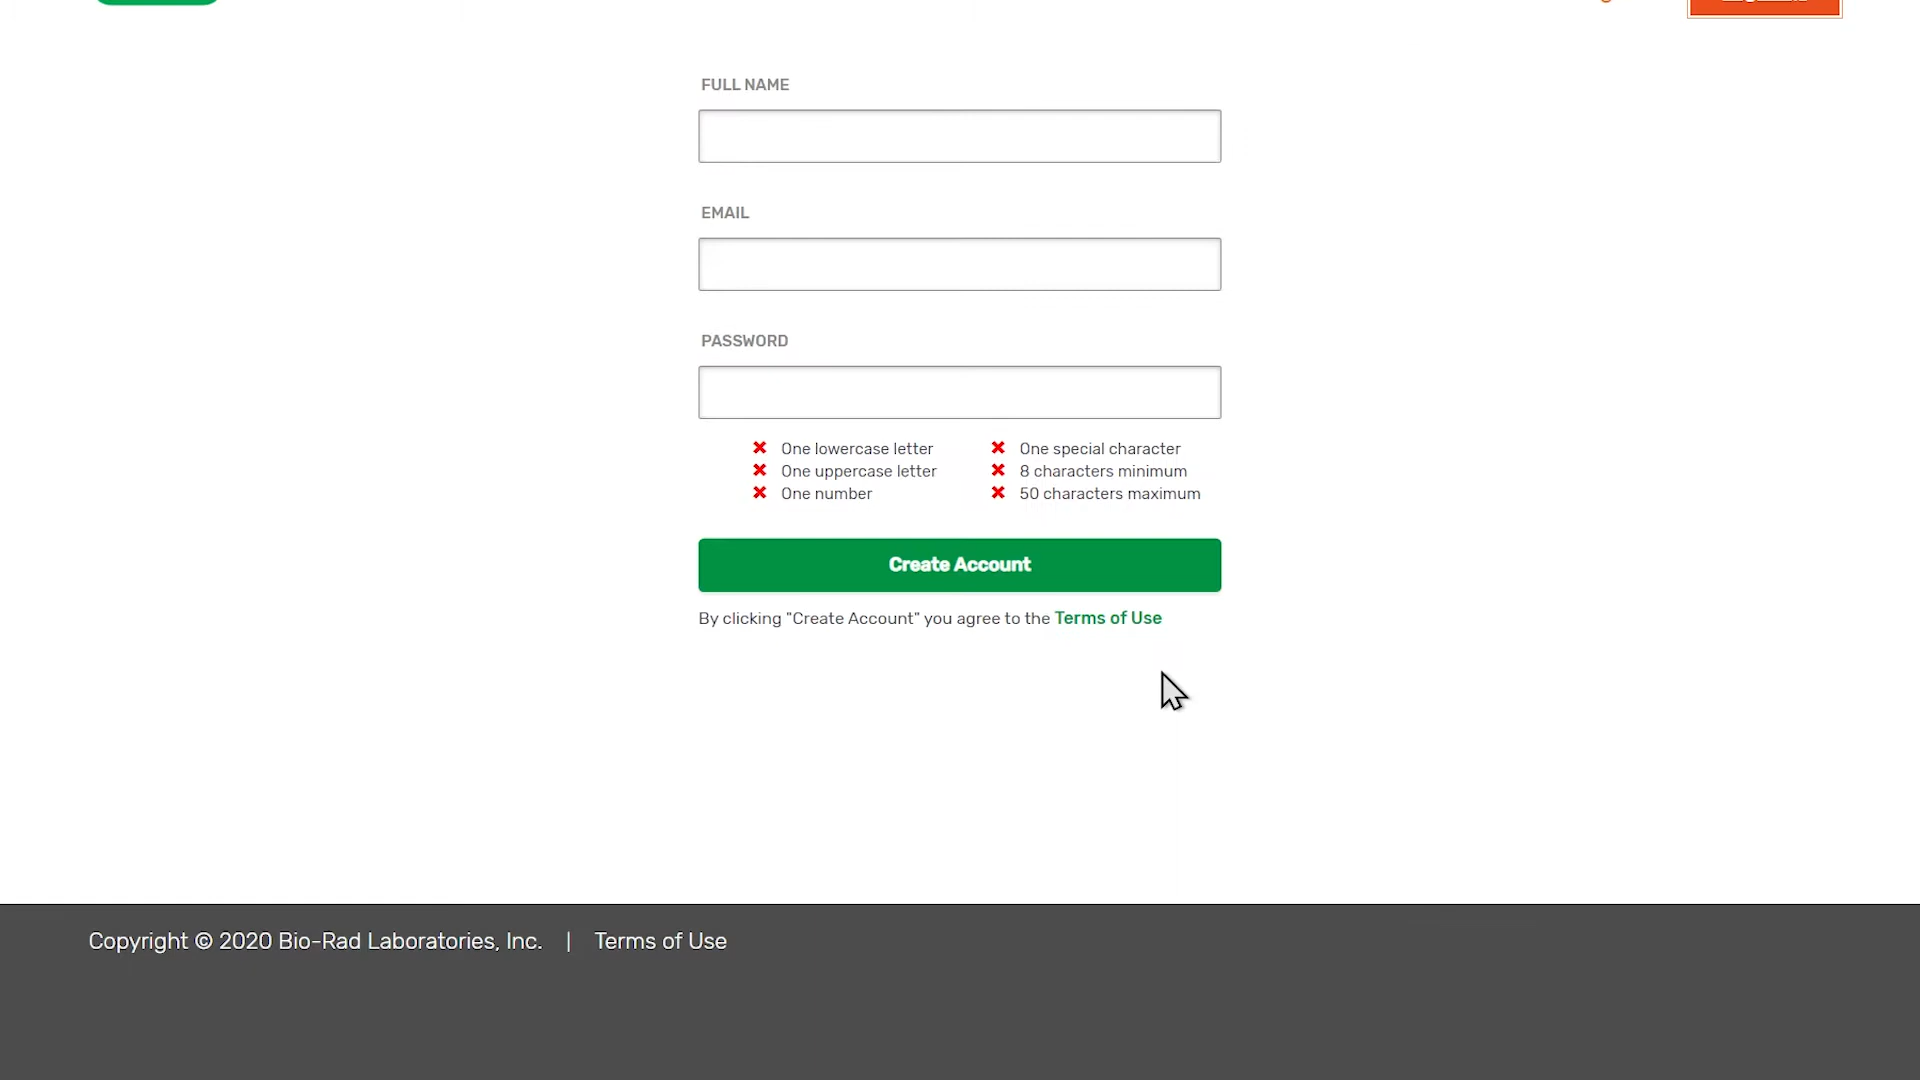 FULL NAME
EMAIL
PASSWORD
One lowercase letter
One special character
One uppercase letter
8 characters minimum
One number
50 characters maximum
Create Account
By clicking "Create Account" you agree to the Terms of Use
Copyright © 2020 Bio-Rad Laboratories, Inc. | Terms of Use